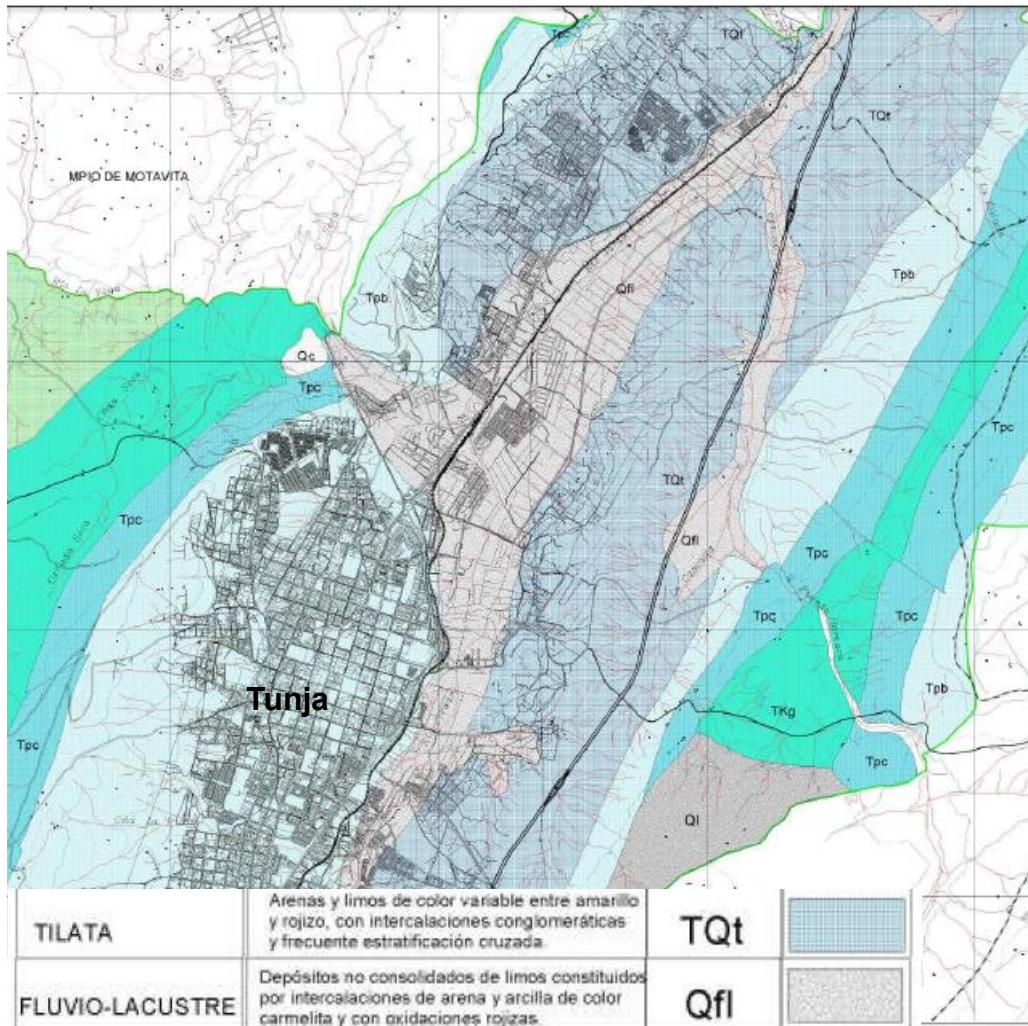 Tpc
TQt
TQt
MPIO DE MOTAVITA
Tpb
Qfl
Tpb
Qc
Tpc
Tpc
TQt
Tpc
Qfl
Tpc
Tpc
Tpc
Tunja
TKg
Tpb
Tpc
Tpc
Ql
TILATA
Arenas y limos de color variable entre amarillo
y rojizo, con intercalaciones conglomeráticas
y frecuente estratificación cruzada.
TQt
FLUVIO-LACUSTRE
Depósitos no consolidados de limos constituidos
por intercalaciones de arena y arcilla de color
carmelita y con oxidaciones rojizas.
Qfl